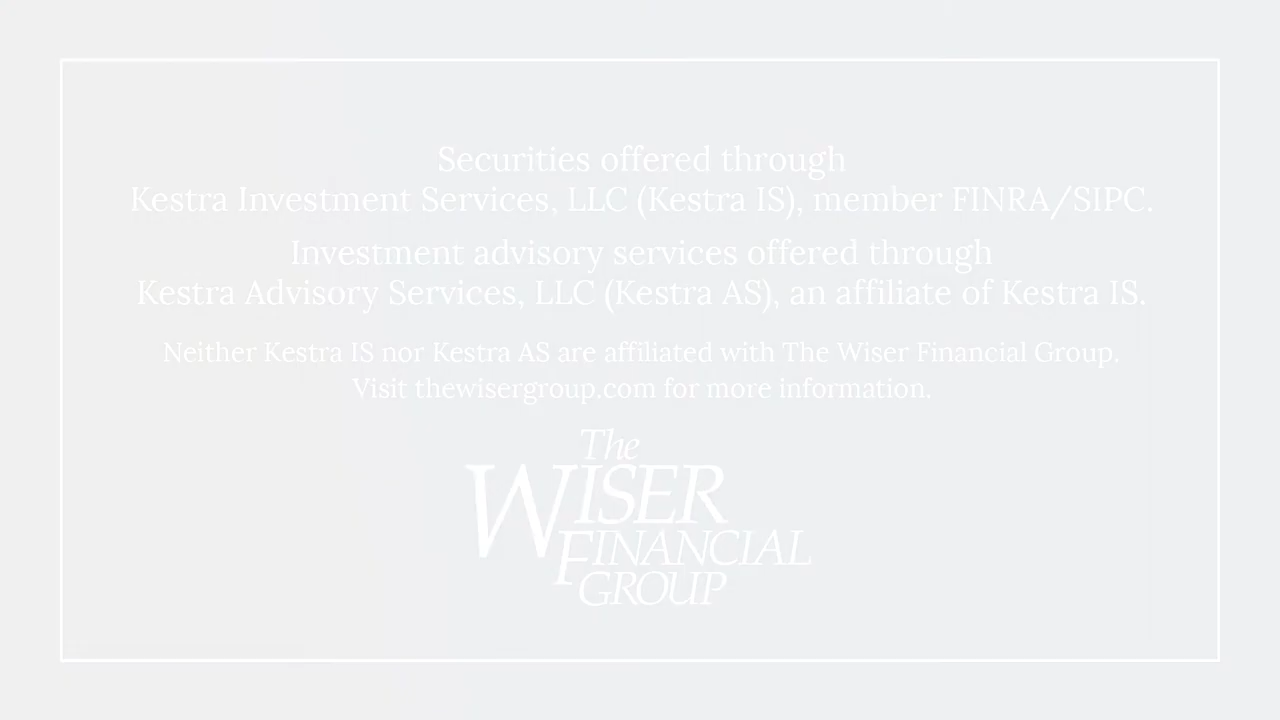 Securities offered through
Kestra Investment Services, LLC (Kestra IS), member FINRA/SIPC.
Investment advisory services offered through
Kestra Advisory Services, LLC (Kestra AS), an affiliate of Kestra IS.
Neither Kestra IS nor Kestra AS are affiliated with The Wiser Financial Group.
Visit thewisergroup.com for more information.
The
WISER
FINANCIAL
GROUP